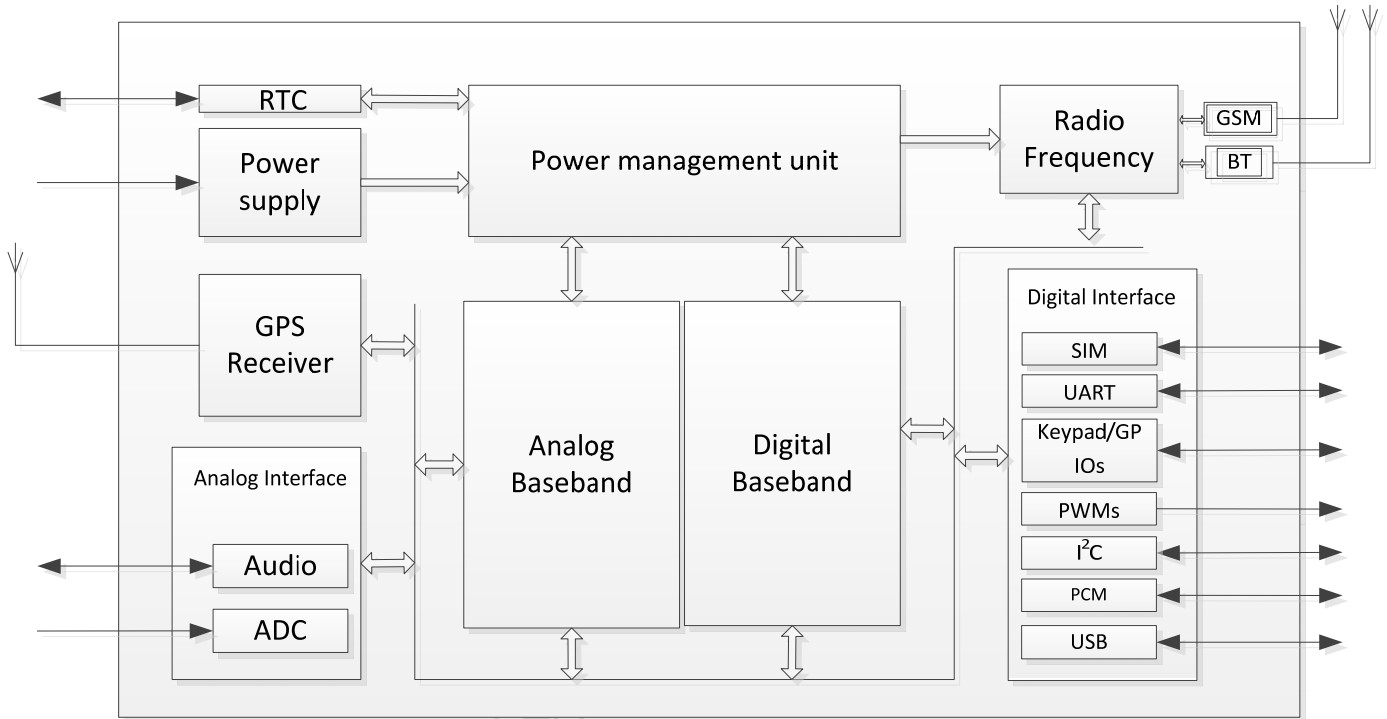 RTC
Power
supply
Power management unit
Radio
Frequency
GSM
BT
GPS
Receiver
Analog Interface
Audio
ADC
Analog
Baseband
Digital
Baseband
Digital Interface
SIM
UART
Keypad/GP
IOs
PWMs
I²C
PCM
USB